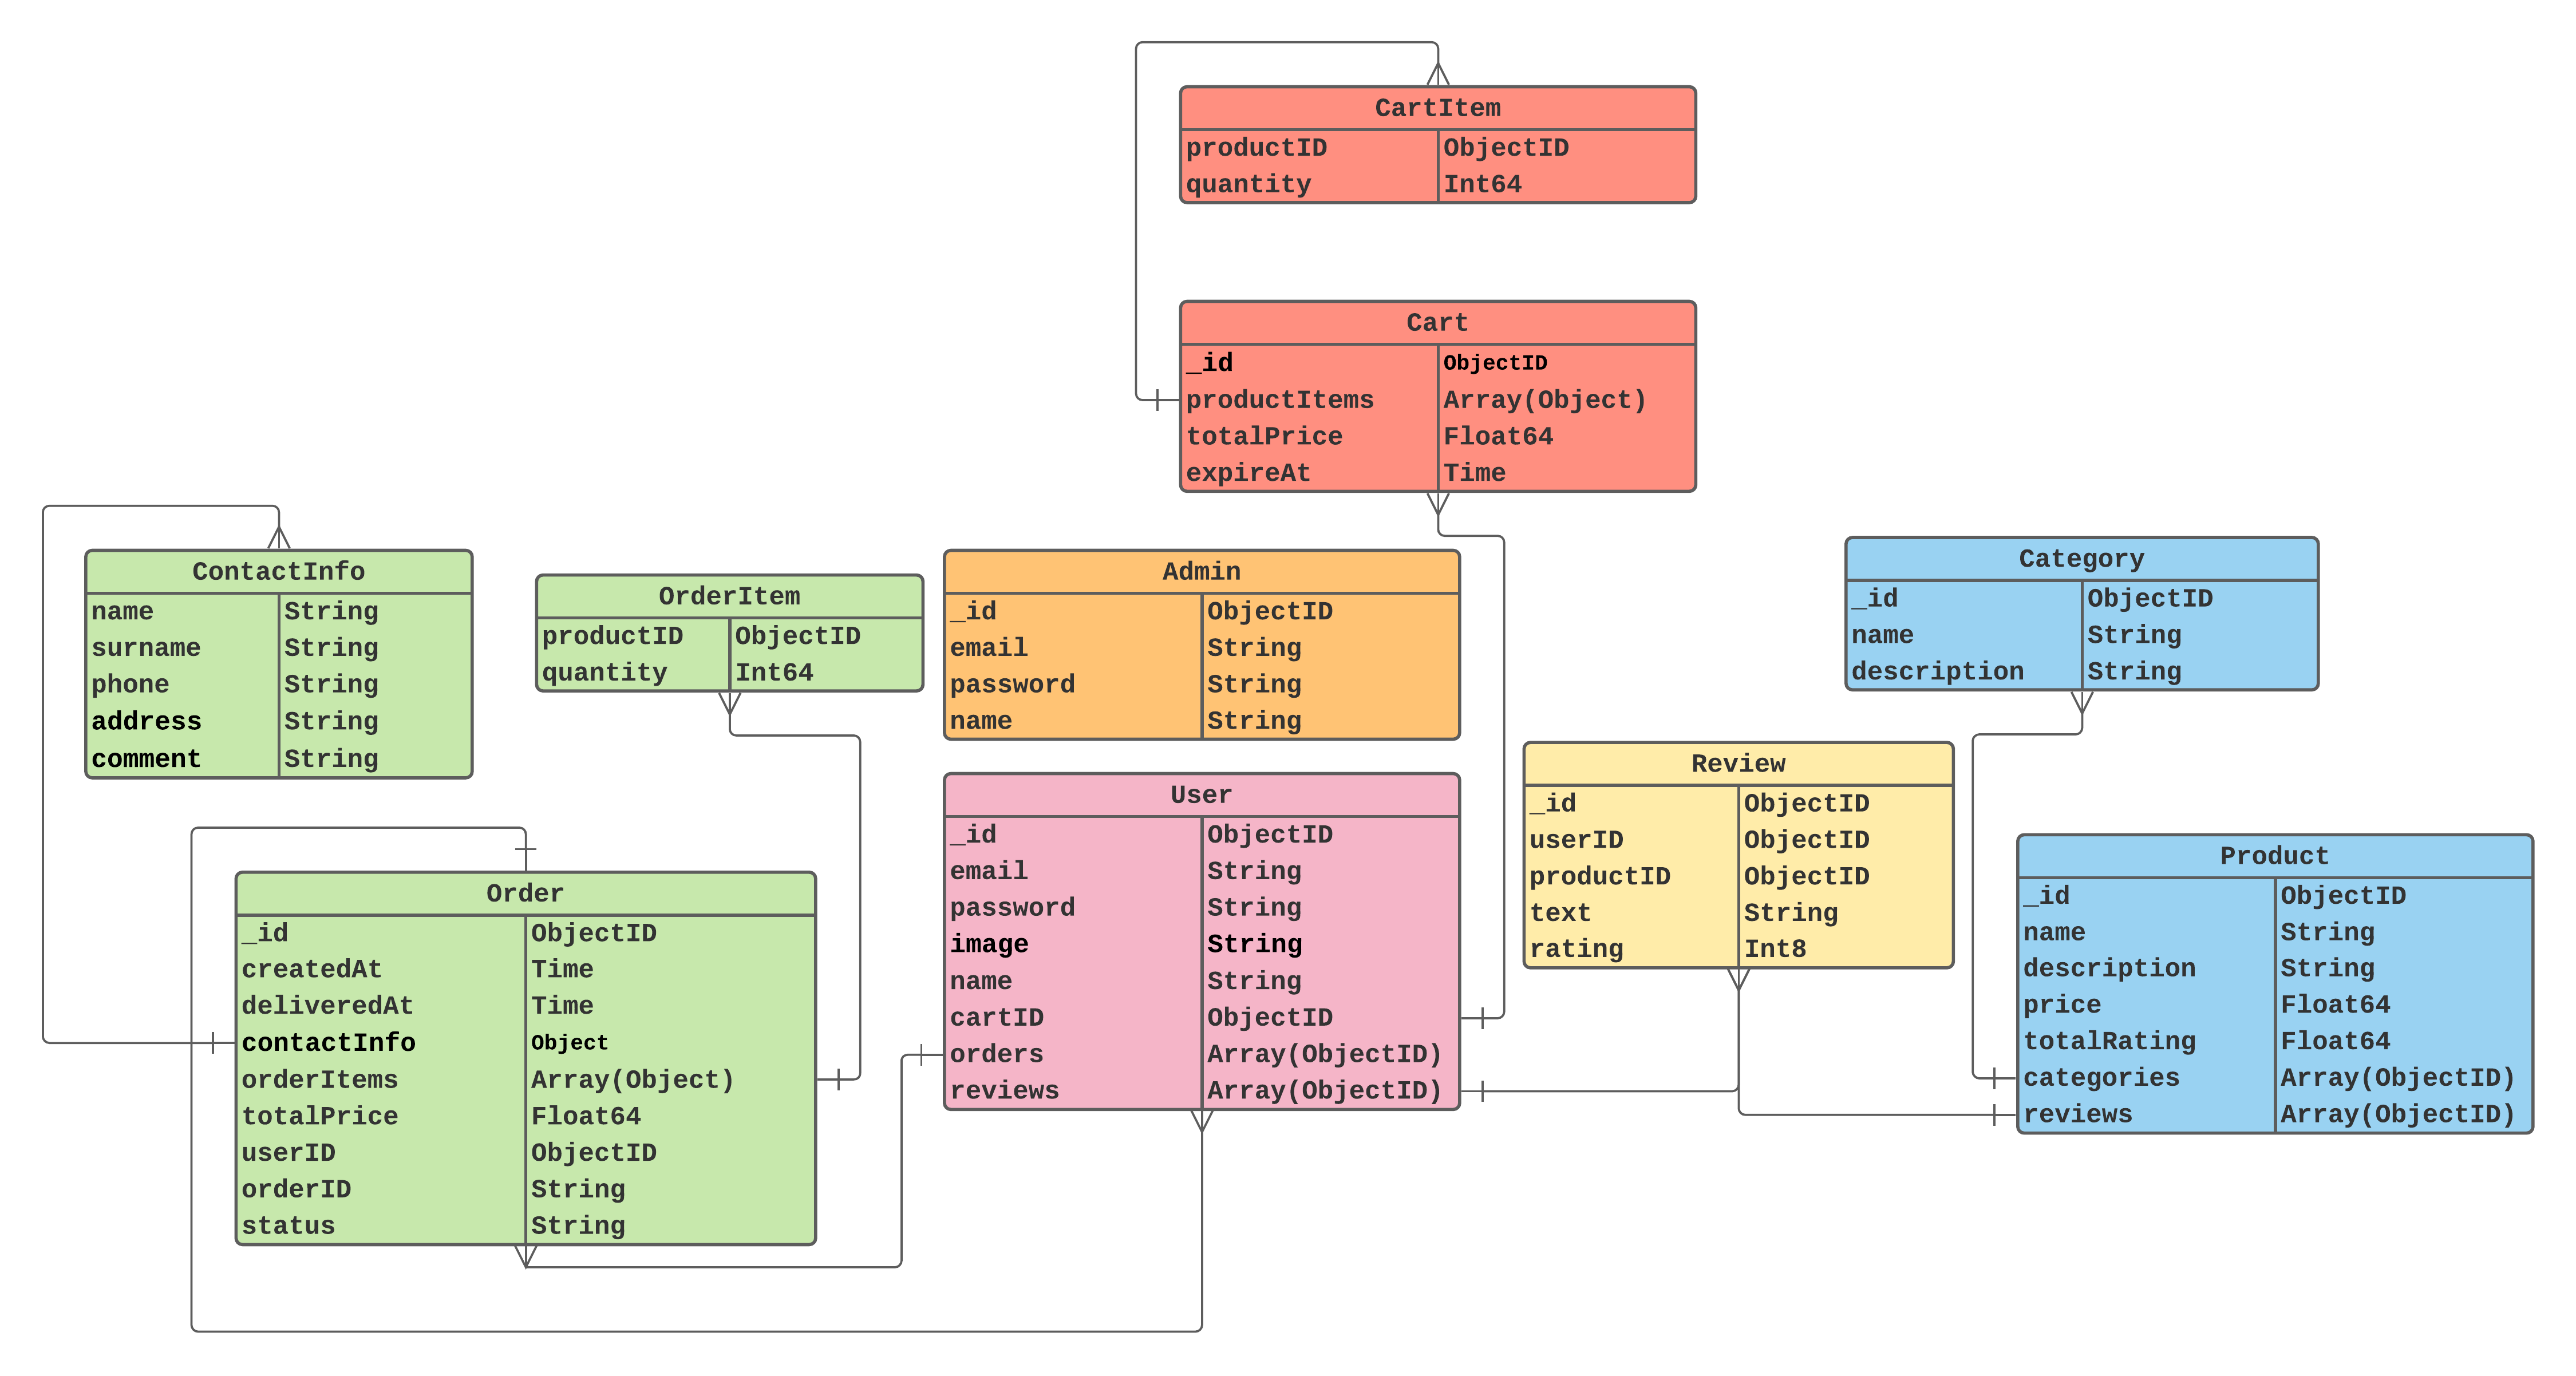 CartItem
productID ObjectID
quantity Int64
Cart
_id ObjectID
productItems Array(Object)
totalPrice Float64
expireAt Time
ContactInfo
name String
surname String
phone String
address String
comment String
OrderItem
productID ObjectID
quantity Int64
Admin
_id ObjectID
email String
password String
name String
Category
_id ObjectID
name String
description String
Review
_id ObjectID
userID ObjectID
productID ObjectID
text String
rating Int8
User
_id ObjectID
email String
password String
image String
name String
cartID ObjectID
orders Array(ObjectID)
reviews Array(ObjectID)
Product
_id ObjectID
name String
description String
price Float64
totalRating Float64
categories Array(ObjectID)
reviews Array(ObjectID)
Order
_id ObjectID
createdAt Time
deliveredAt Time
contactInfo Object
orderItems Array(Object)
totalPrice Float64
userID ObjectID
orderID String
status String